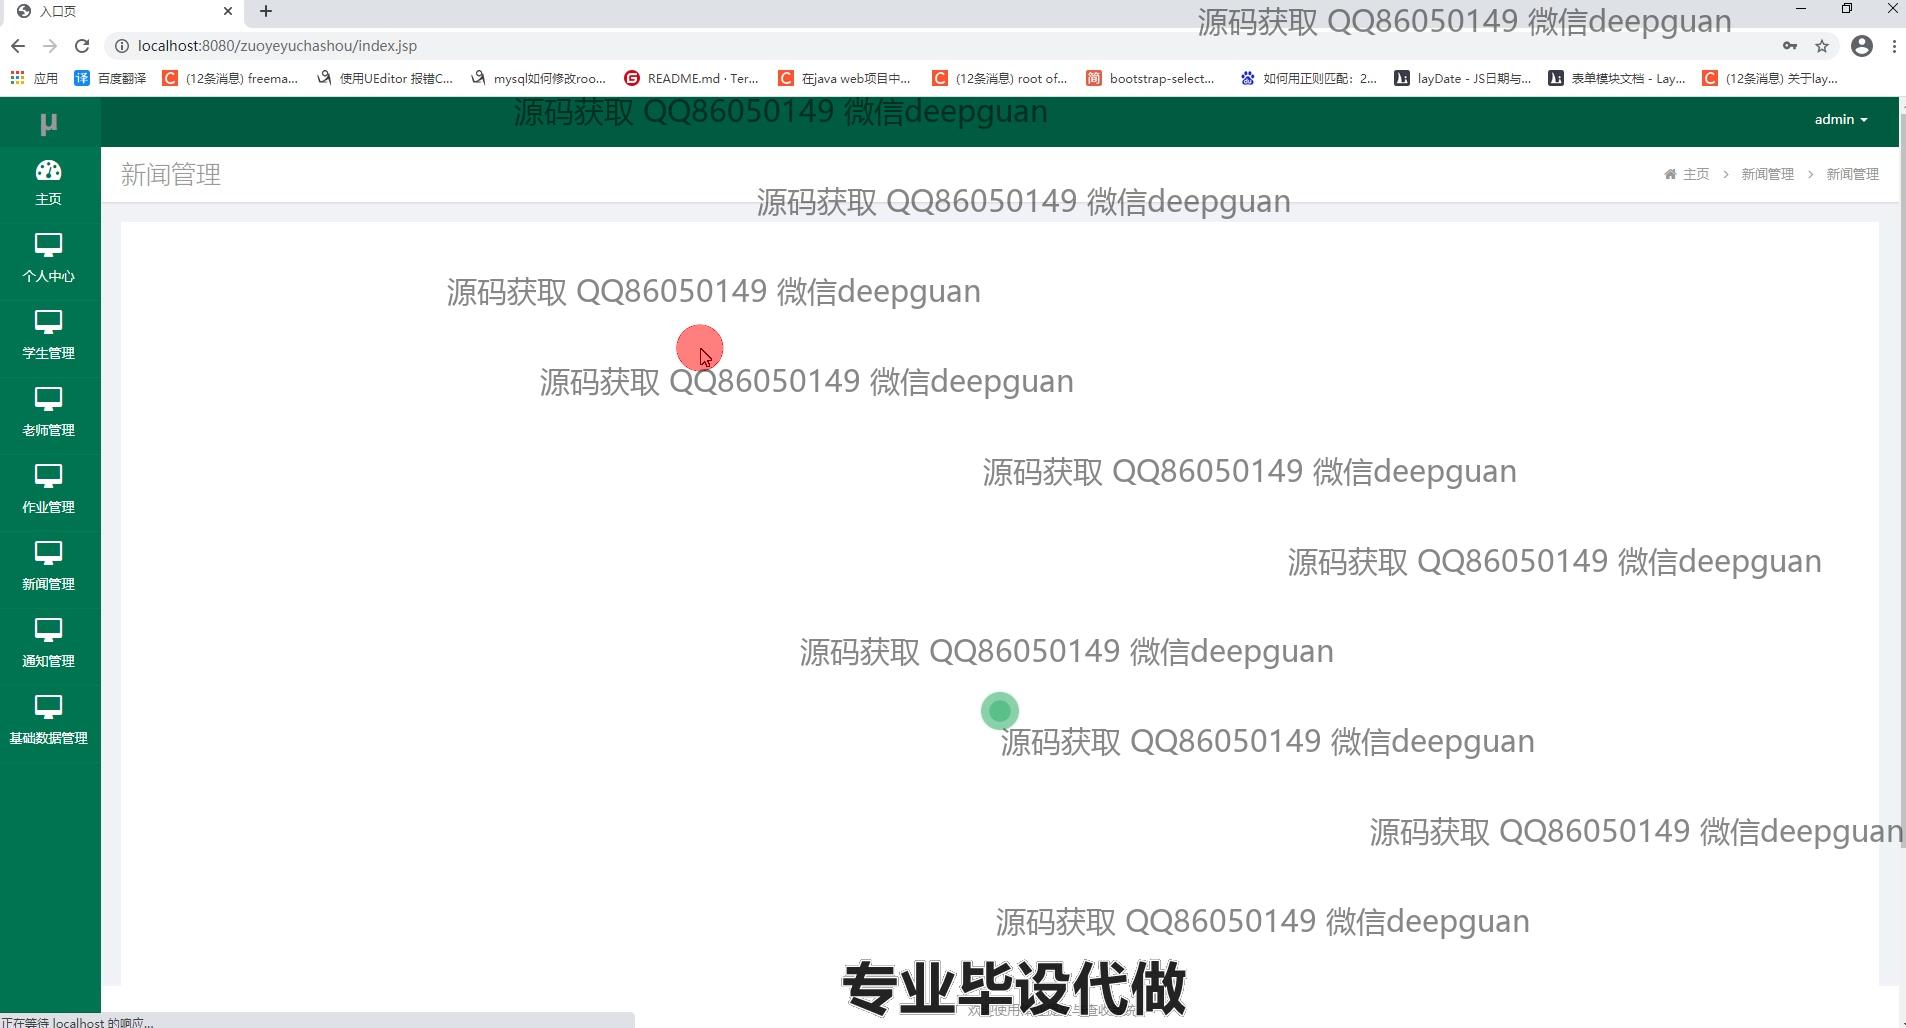 入口页
源码获取 QQ86050149 微信deepguan
localhost:8080/zuoyeyuchashou/index.jsp
应用 百度翻译 (12条消息) freema... 使用UEditor 报错C... mysql如何修改roo... README.md · Ter... 在java web项目中... (12条消息) root of... bootstrap-select... 如何用正则匹配：2... layDate - JS日期与... 表单模块文档 - Lay... (12条消息) 关于lay...
μ
源码获取 QQ86050149 微信deepguan
admin
主页
新闻管理
主页 > 新闻管理 > 新闻管理
源码获取 QQ86050149 微信deepguan
个人中心
源码获取 QQ86050149 微信deepguan
学生管理
源码获取 QQ86050149 微信deepguan
老师管理
源码获取 QQ86050149 微信deepguan
作业管理
源码获取 QQ86050149 微信deepguan
新闻管理
源码获取 QQ86050149 微信deepguan
通知管理
源码获取 QQ86050149 微信deepguan
基础数据管理
源码获取 QQ86050149 微信deepguan
源码获取 QQ86050149 微信deepguan
专业毕设代做
正在等待 localhost 的响应...